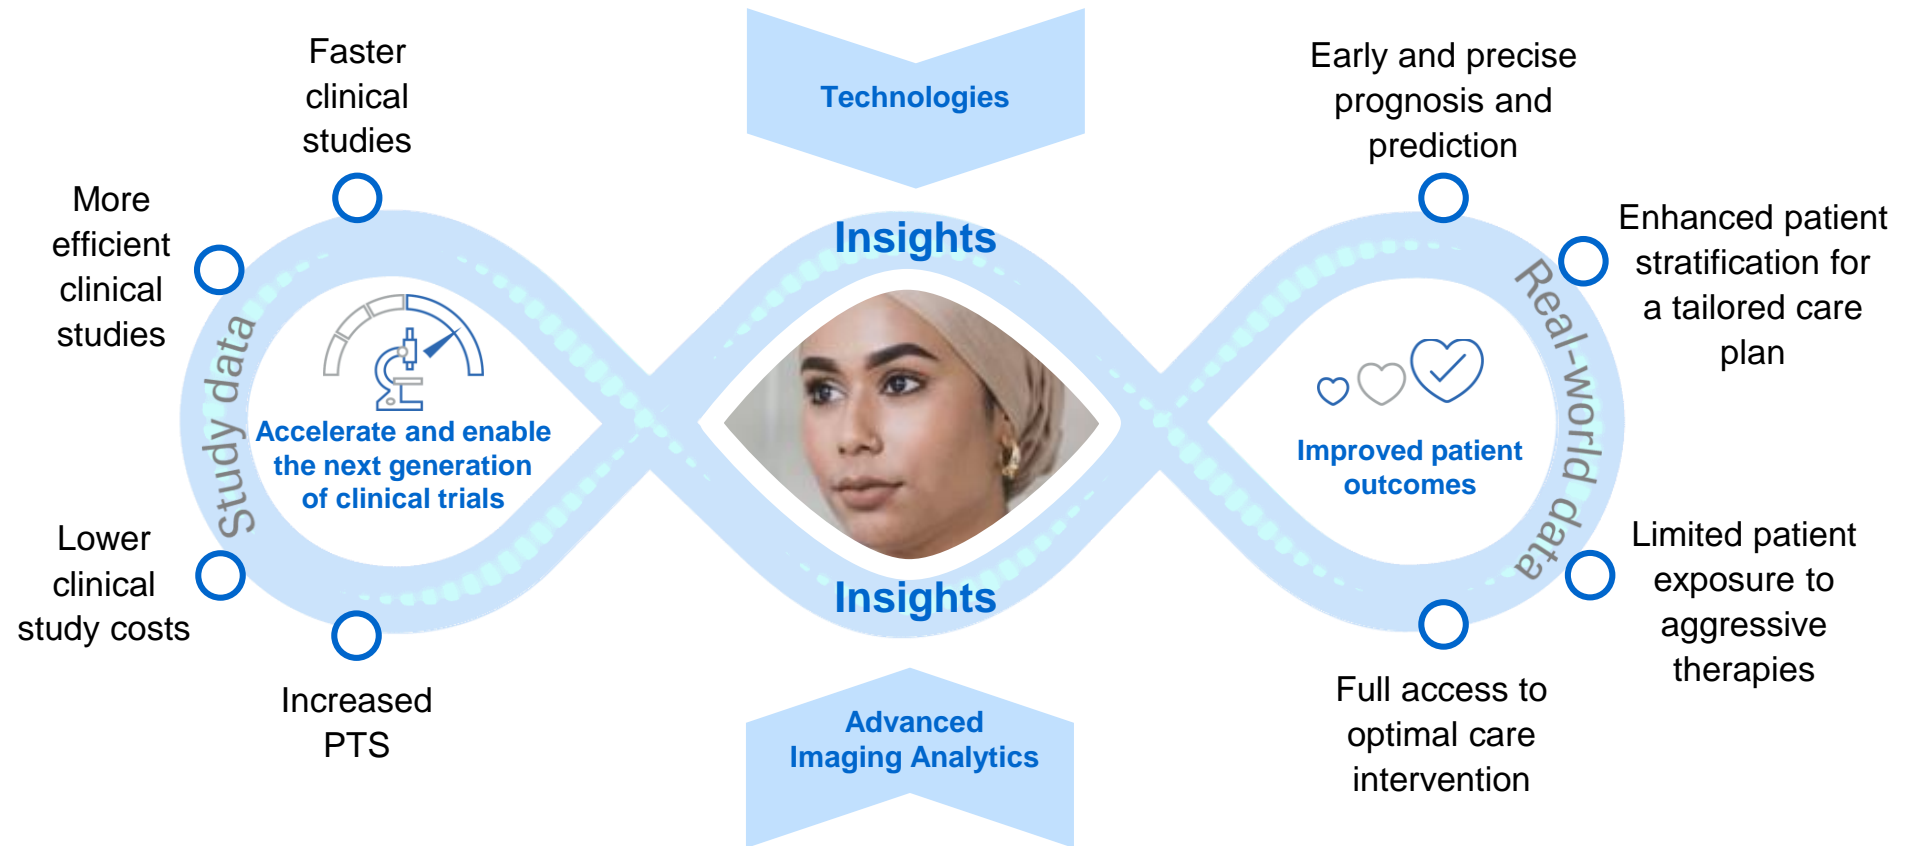 Faster
clinical
studies
More
efficient
clinical
studies
Study data
Accelerate and enable
the next generation
of clinical trials
Lower
clinical
study costs
Increased
PTS
Technologies
Insights
Insights
Advanced
Imaging Analytics
Early and precise
prognosis and
prediction
Enhanced patient
stratification for
a tailored care
plan
Real-world data
Improved patient
outcomes
Limited patient
exposure to
aggressive
therapies
Full access to
optimal care
intervention